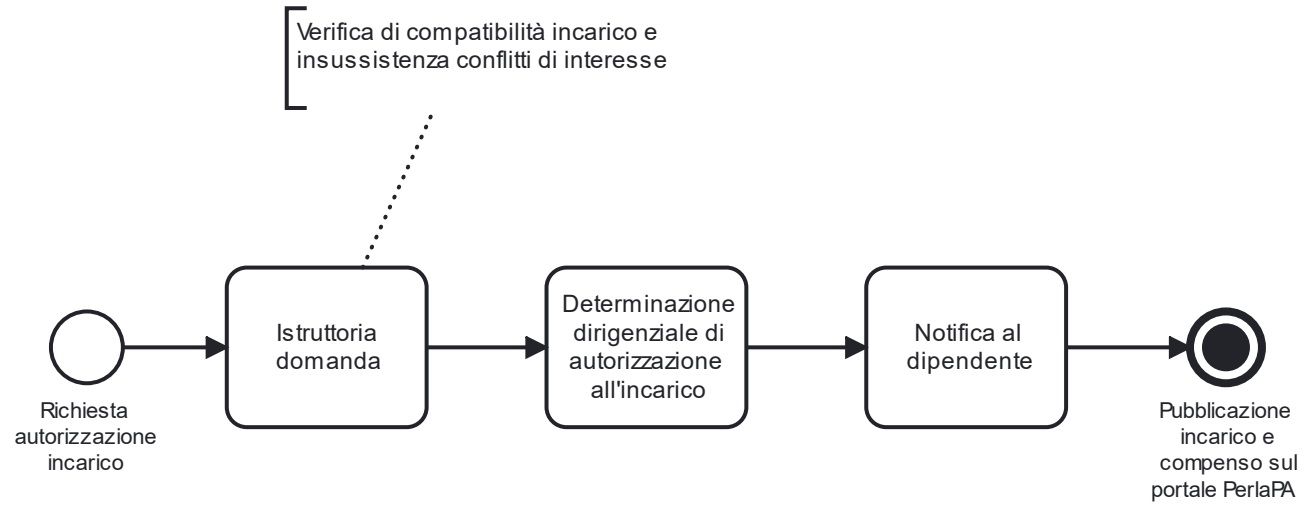 Verifica di compatibilità incarico e
insussistenza conflitti di interesse
Richiesta
autorizzazione
incarico
Istruttoria
domanda
Determinazione
dirigenziale di
autorizzazione
all'incarico
Notifica al
dipendente
Pubblicazione
incarico e
compenso sul
portale PerlaPA